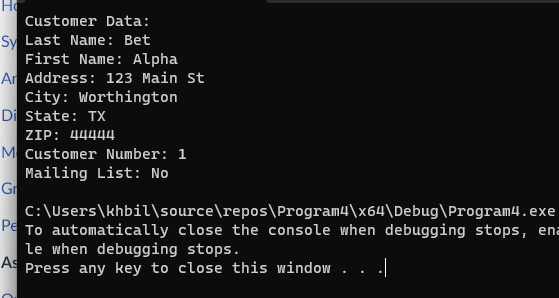 Customer Data:
Last Name: Bet
First Name: Alpha
Address: 123 Main St
City: Worthington
State: TX
ZIP: 44444
Customer Number: 1
Mailing List: No
C:\Users\khbil\source\repos\Program4\x64\Debug\Program4.exe
To automatically close the console when debugging stops, ena
le when debugging stops.
Press any key to close this window . . .